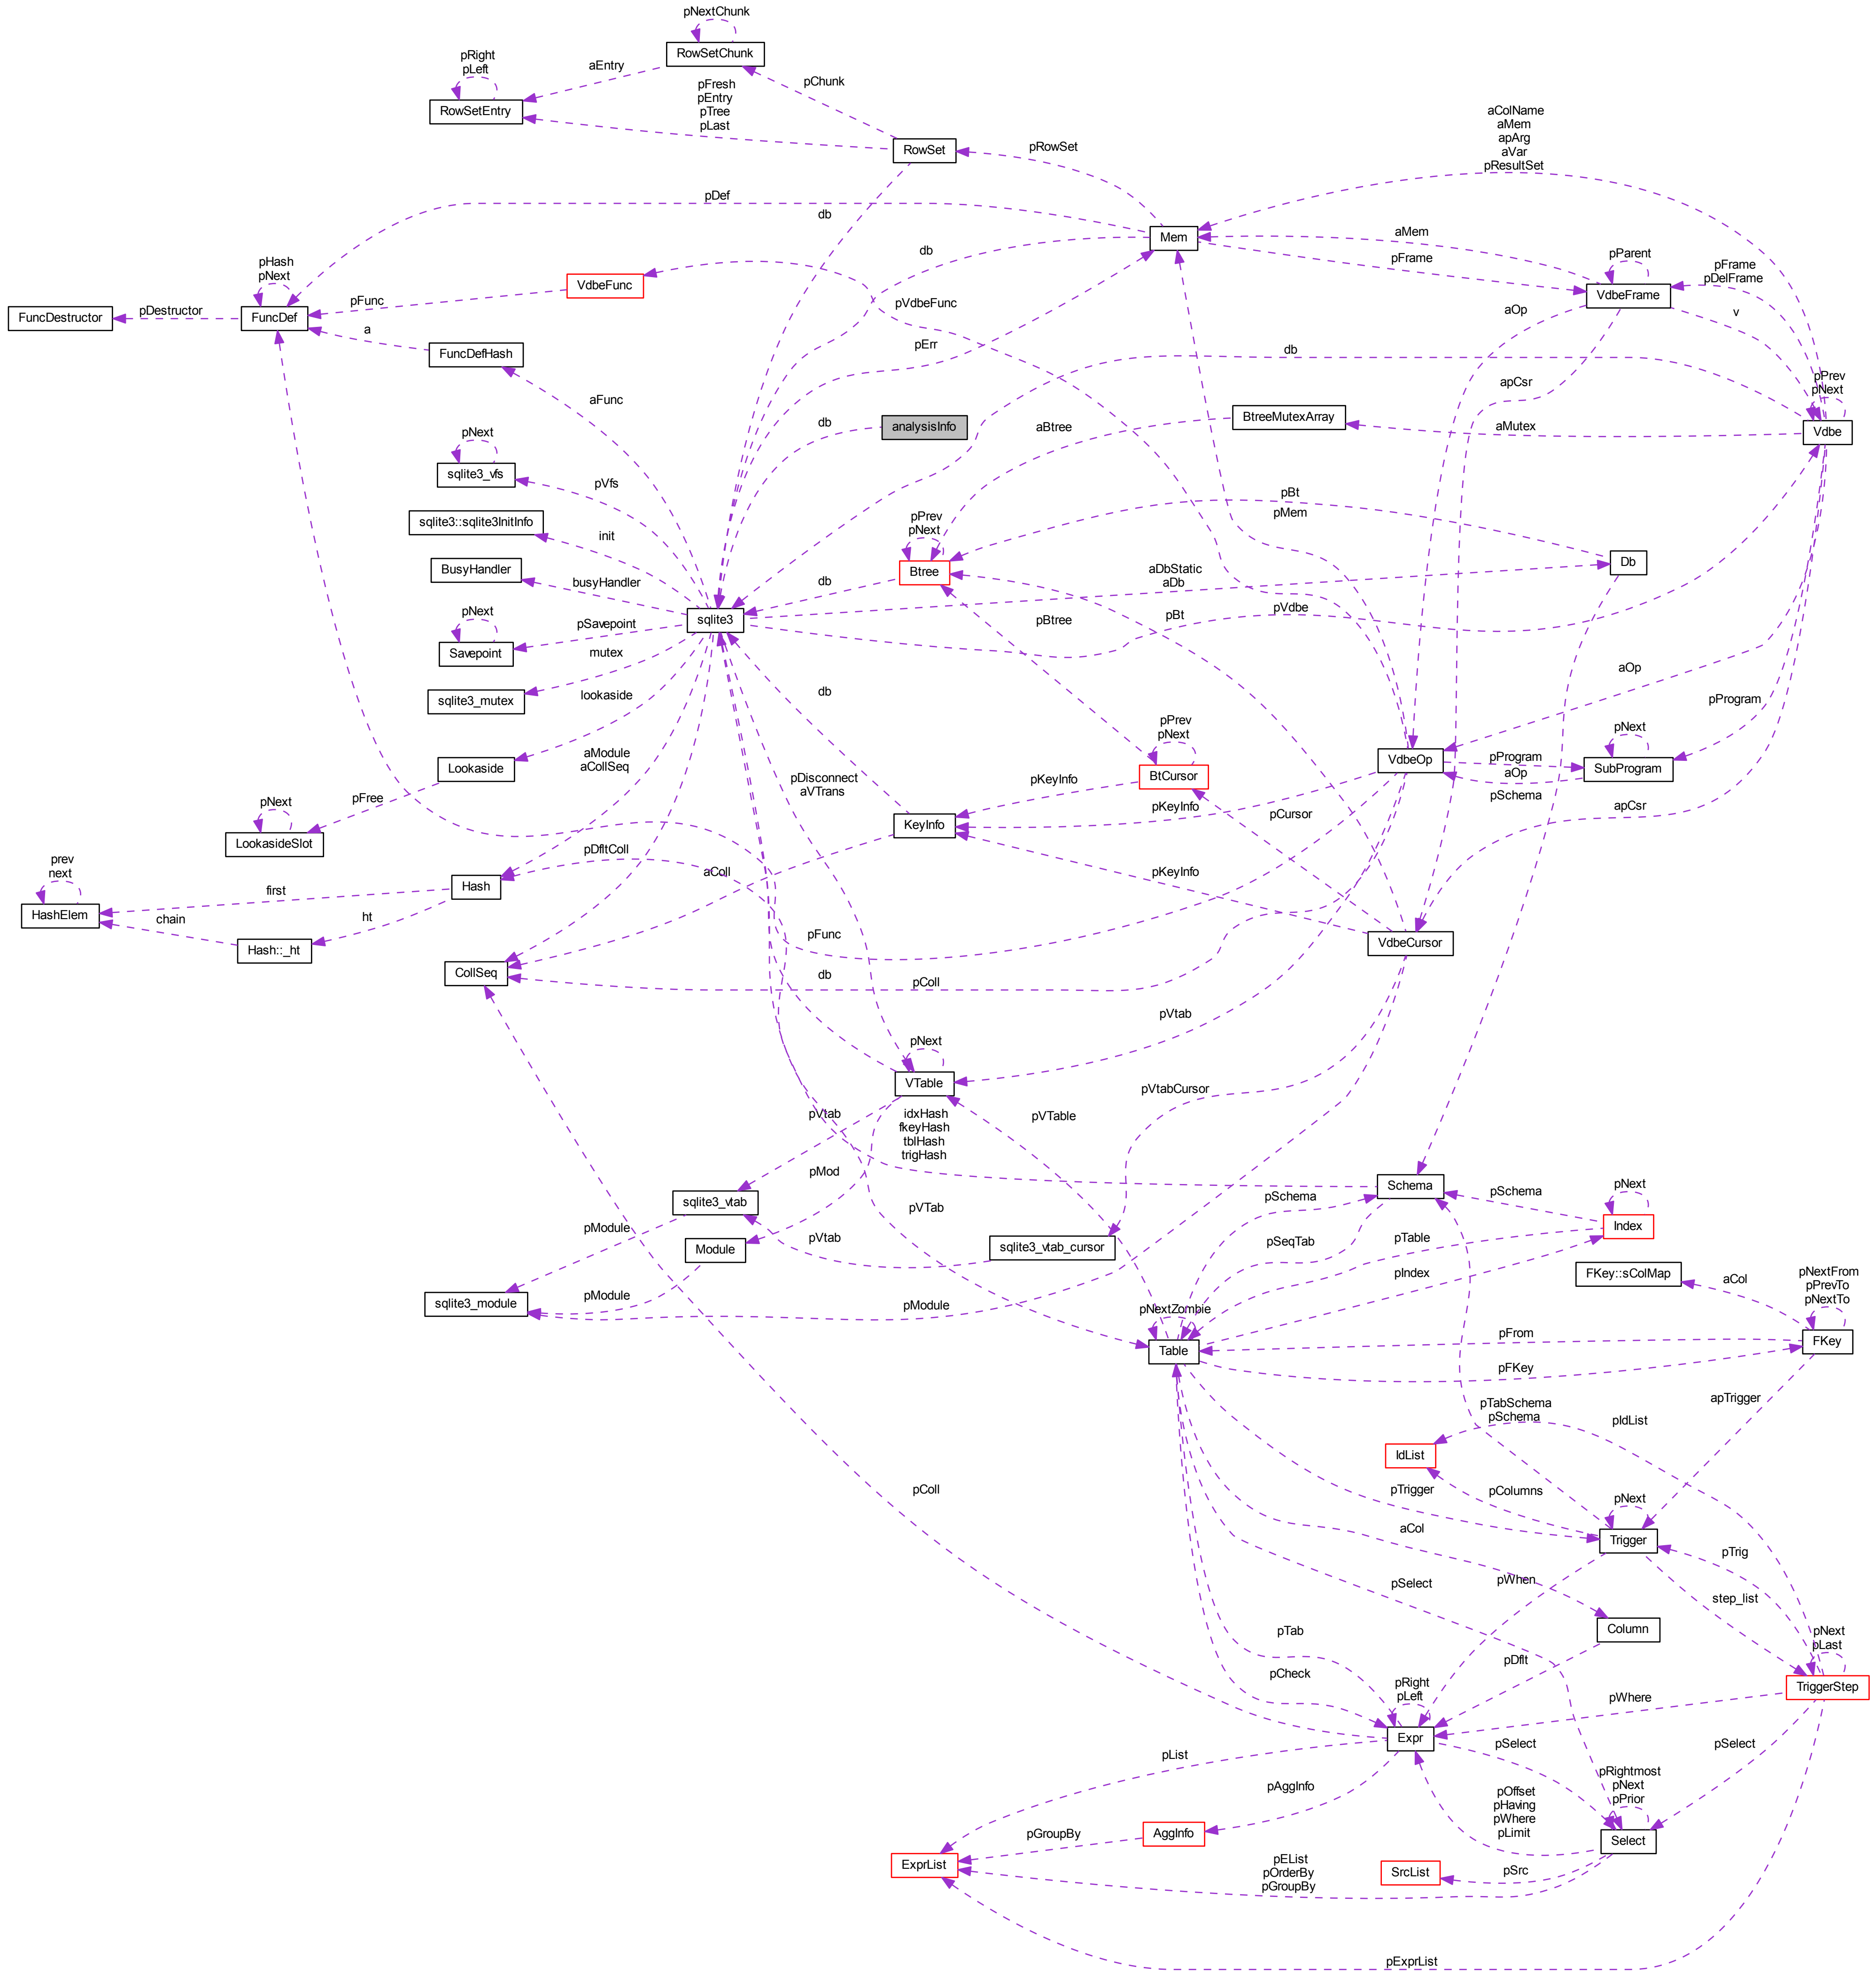 pNextChunk
RowSetChunk
pRight
pLeft
aEntry
pChunk
pFresh
pEntry
pTree
pLast
RowSetEntry
RowSet
pRowSet
aColName
aMem
apArg
aVar
pResultSet
pDef
db
Mem
db
aMem
pFrame
pParent
pFrame
pDelFrame
pHash
pNext
VdbeFunc
VdbeFrame
FuncDestructor
pDestructor
FuncDef
pFunc
pVdbeFunc
aOp
v
a
FuncDefHash
pErr
db
apCsr
pPrev
pNext
aFunc
db
analysisInfo
aBtree
BtreeMutexArray
aMutex
Vdbe
pNext
sqlite3_vfs
pVfs
pBt
pMem
sqlite3::sqlite3InitInfo
init
pPrev
pNext
Btree
db
Db
BusyHandler
busyHandler
aDbStatic
aDb
pVdbe
pNext
Savepoint
pSavepoint
sqlite3
pBtree
pBt
mutex
sqlite3_mutex
lookaside
db
aOp
pProgram
pPrev
pNext
pNext
Lookaside
aModule
aCollSeq
pDisconnect
aVTrans
pKeyInfo
BtCursor
VdbeOp
pProgram
aOp
SubProgram
pFree
pNext
LookasideSlot
KeyInfo
pKeyInfo
pCursor
pSchema
apCsr
prev
next
pDfltColl
aColl
pKeyInfo
first
Hash
HashElem
chain
ht
Hash::_ht
pFunc
VdbeCursor
CollSeq
db
pColl
pVtab
pNext
VTable
pVtab
idxHash
fkeyHash
tblHash
trigHash
pVTable
pVtabCursor
pMod
sqlite3_vtab
pVTab
pSchema
Schema
pSchema
pNext
Index
pModule
Module
pVtab
sqlite3_vtab_cursor
pSeqTab
pTable
pIndex
FKey::sColMap
aCol
pNextFrom
pPrevTo
pNextTo
sqlite3_module
pModule
pModule
pNextZombie
Table
pFrom
FKey
pFKey
pTabSchema
pSchema
pIdList
apTrigger
IdList
pColl
pTrigger
pColumns
pNext
aCol
Trigger
pTrig
pSelect
pWhen
step_list
pTab
Column
pNext
pLast
pCheck
pDflt
TriggerStep
pRight
pLeft
pWhere
Expr
pList
pSelect
pSelect
pAggInfo
pOffset
pHaving
pWhere
pLimit
pRightmost
pNext
pPrior
pGroupBy
AggInfo
Select
ExprList
pEList
pOrderBy
pGroupBy
SrcList
pSrc
pExprList